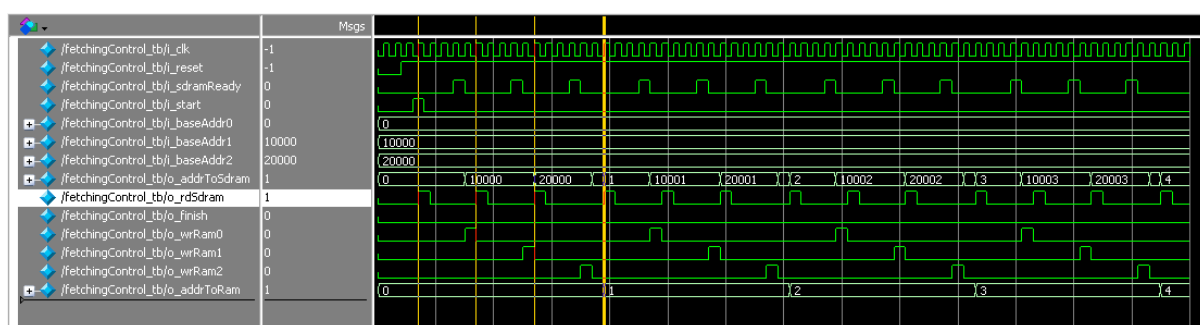 Msgs
/fetchingControl_tb/i_clk -1
/fetchingControl_tb/i_reset -1
/fetchingControl_tb/i_sdramReady 0
/fetchingControl_tb/i_start 0
/fetchingControl_tb/i_baseAddr0 0 0
/fetchingControl_tb/i_baseAddr1 10000 10000
/fetchingControl_tb/i_baseAddr2 20000 20000
/fetchingControl_tb/o_addrToSdram 1 0 10000 20000 1 10001 20001 2 10002 20002 3 10003 20003 4
/fetchingControl_tb/o_rdSdram 1
/fetchingControl_tb/o_finish 0
/fetchingControl_tb/o_wrRam0 0
/fetchingControl_tb/o_wrRam1 0
/fetchingControl_tb/o_wrRam2 0
/fetchingControl_tb/o_addrToRam 1 0 1 2 3 4